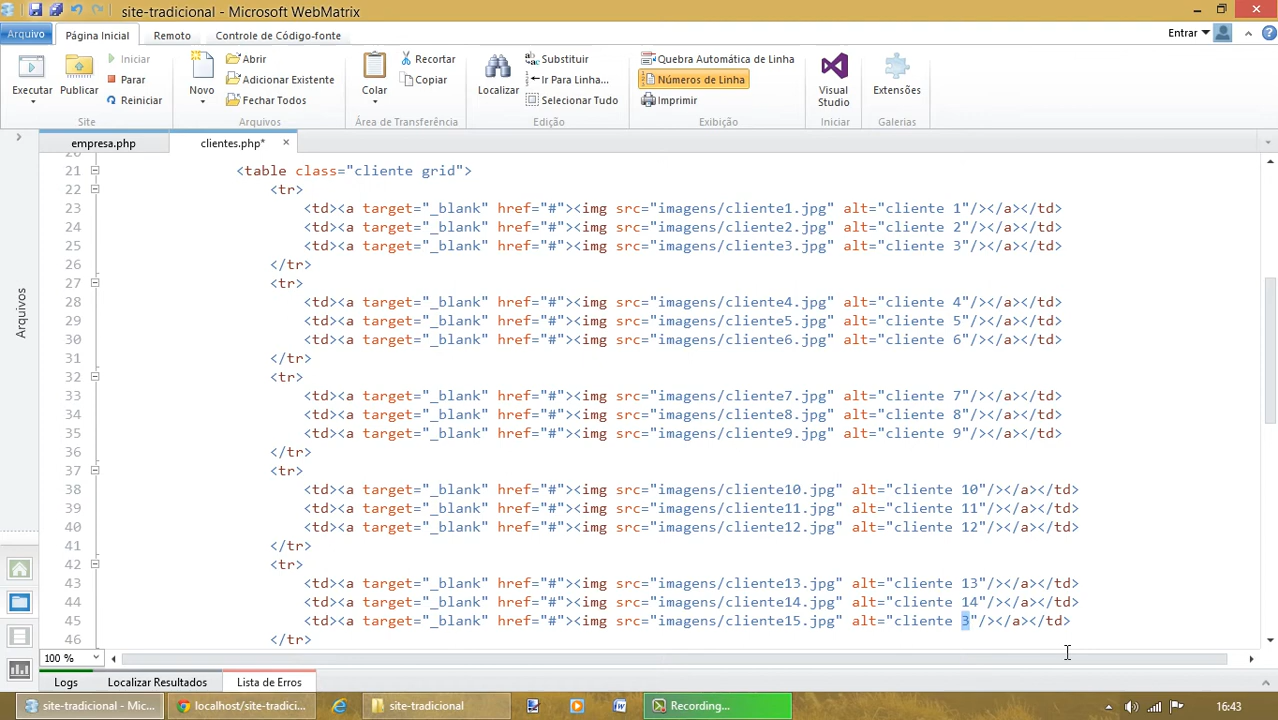 site-tradicional - Microsoft WebMatrix
Arquivo Página Inicial Remoto Controle de Código-fonte Entrar
Executar Publicar Iniciar Parar Reiniciar
Site
Novo Abrir Adicionar Existente Fechar Todos
Arquivos
Colar Recortar Copiar
Área de Transferência
Localizar Substituir Ir Para Linha... Selecionar Tudo
Edição
Quebra Automática de Linha Números de Linha Imprimir
Exibição
Visual Studio
Iniciar
Extensões
Galerias
empresa.php clientes.php* ×
Arquivos
21 <table class="cliente grid">
22 <tr>
23 <td><a target="_blank" href="#"><img src="imagens/cliente1.jpg" alt="cliente 1"/></a></td>
24 <td><a target="_blank" href="#"><img src="imagens/cliente2.jpg" alt="cliente 2"/></a></td>
25 <td><a target="_blank" href="#"><img src="imagens/cliente3.jpg" alt="cliente 3"/></a></td>
26 </tr>
27 <tr>
28 <td><a target="_blank" href="#"><img src="imagens/cliente4.jpg" alt="cliente 4"/></a></td>
29 <td><a target="_blank" href="#"><img src="imagens/cliente5.jpg" alt="cliente 5"/></a></td>
30 <td><a target="_blank" href="#"><img src="imagens/cliente6.jpg" alt="cliente 6"/></a></td>
31 </tr>
32 <tr>
33 <td><a target="_blank" href="#"><img src="imagens/cliente7.jpg" alt="cliente 7"/></a></td>
34 <td><a target="_blank" href="#"><img src="imagens/cliente8.jpg" alt="cliente 8"/></a></td>
35 <td><a target="_blank" href="#"><img src="imagens/cliente9.jpg" alt="cliente 9"/></a></td>
36 </tr>
37 <tr>
38 <td><a target="_blank" href="#"><img src="imagens/cliente10.jpg" alt="cliente 10"/></a></td>
39 <td><a target="_blank" href="#"><img src="imagens/cliente11.jpg" alt="cliente 11"/></a></td>
40 <td><a target="_blank" href="#"><img src="imagens/cliente12.jpg" alt="cliente 12"/></a></td>
41 </tr>
42 <tr>
43 <td><a target="_blank" href="#"><img src="imagens/cliente13.jpg" alt="cliente 13"/></a></td>
44 <td><a target="_blank" href="#"><img src="imagens/cliente14.jpg" alt="cliente 14"/></a></td>
45 <td><a target="_blank" href="#"><img src="imagens/cliente15.jpg" alt="cliente 3"/></a></td>
46 </tr>
100 %
Logs Localizar Resultados Lista de Erros
site-tradicional - Mic... localhost/site-tradici... site-tradicional Recording... 16:43